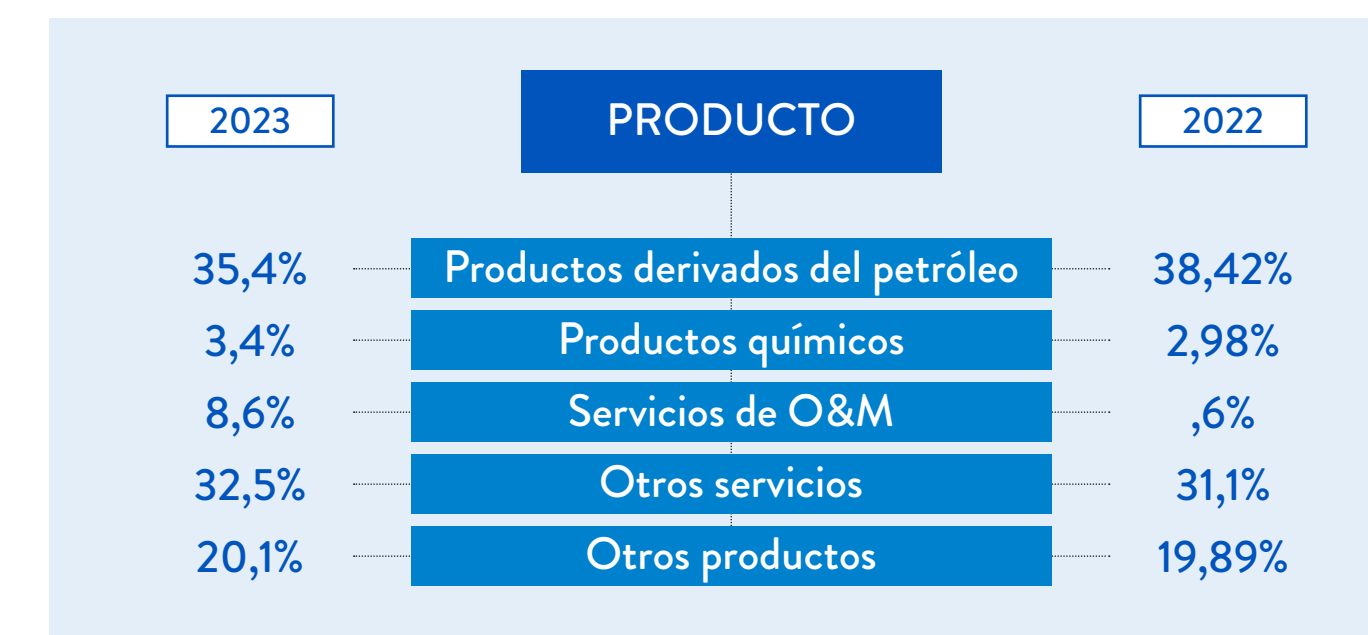 2023 PRODUCTO 2022
35,4% Productos derivados del petróleo 38,42%
3,4% Productos químicos 2,98%
8,6% Servicios de O&M ,6%
32,5% Otros servicios 31,1%
20,1% Otros productos 19,89%